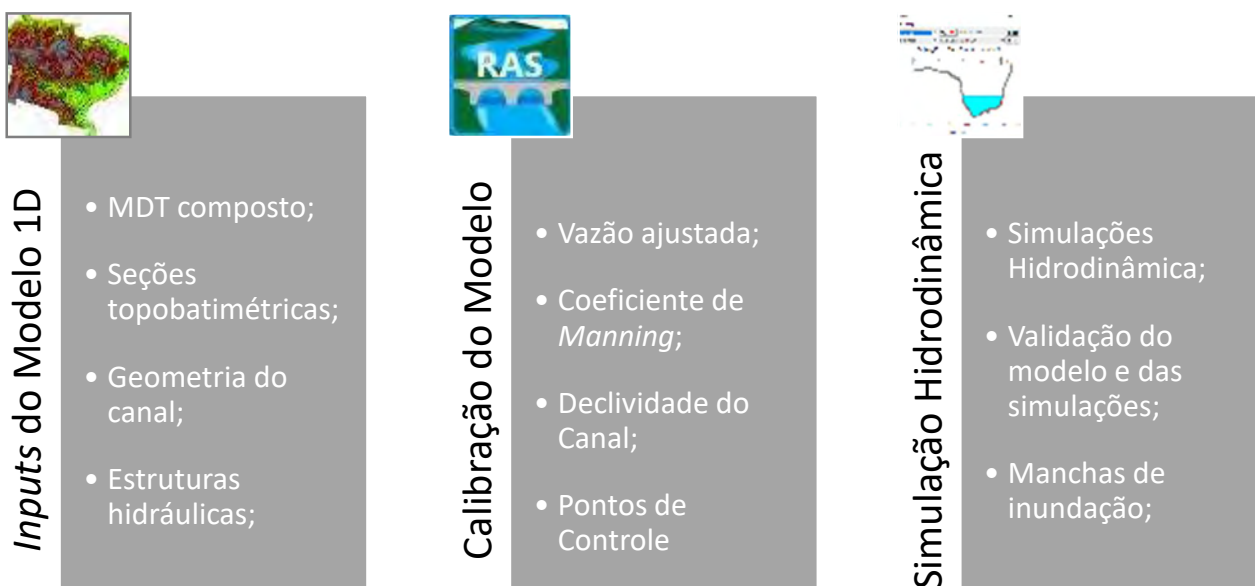 RAS
Inputs do Modelo 1D
• MDT composto;
• Seções
topobatimétricas;
• Geometria do
canal;
• Estruturas
hidráulicas;
Calibração do Modelo
• Vazão ajustada;
• Coeficiente de
Manning;
• Declividade do
Canal;
• Pontos de
Controle
Simulação Hidrodinâmica
• Simulações
Hidrodinâmica;
• Validação do
modelo e das
simulações;
• Manchas de
inundação;